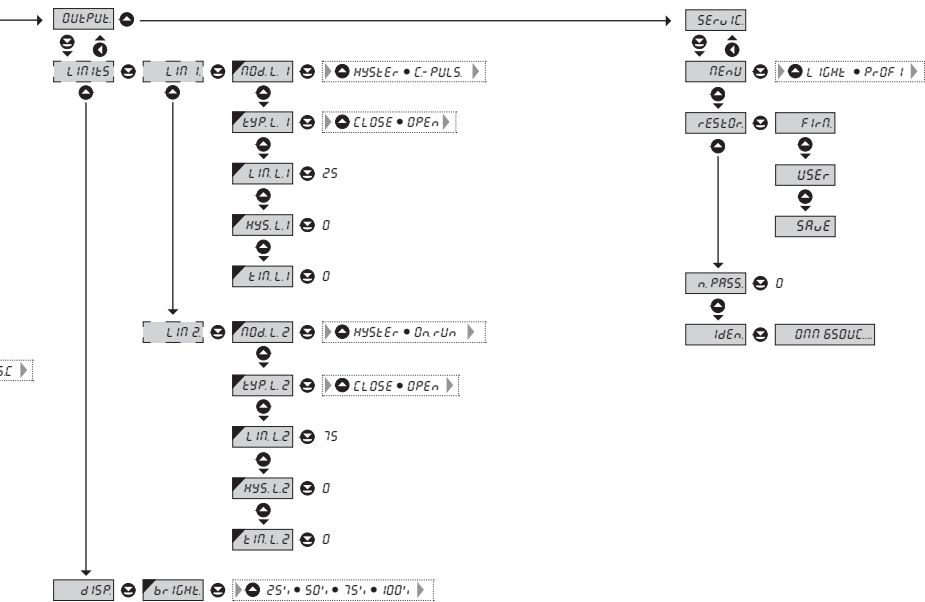 OUtPUt.
SErvIC.
LIMItS
LIM 1.
MOd.L. 1
HYStEr • C-PULS.
MEnU
LIGHt • PrOF I
tYP.L. 1
CLOSE • OPEn
rEStOr.
FIrM.
LIM.L.1
25
USEr
HYS.L.1
0
SAvE
tIM.L.1
0
n.PASS.
0
LIM 2.
MOd.L.2
HYStEr • On.rUn
IdEn.
OMM 650UC....
S.C
tYP.L.2
CLOSE • OPEn
LIM.L.2
75
HYS.L.2
0
tIM.L.2
0
dISP.
brIGHt.
25% • 50% • 75% • 100%